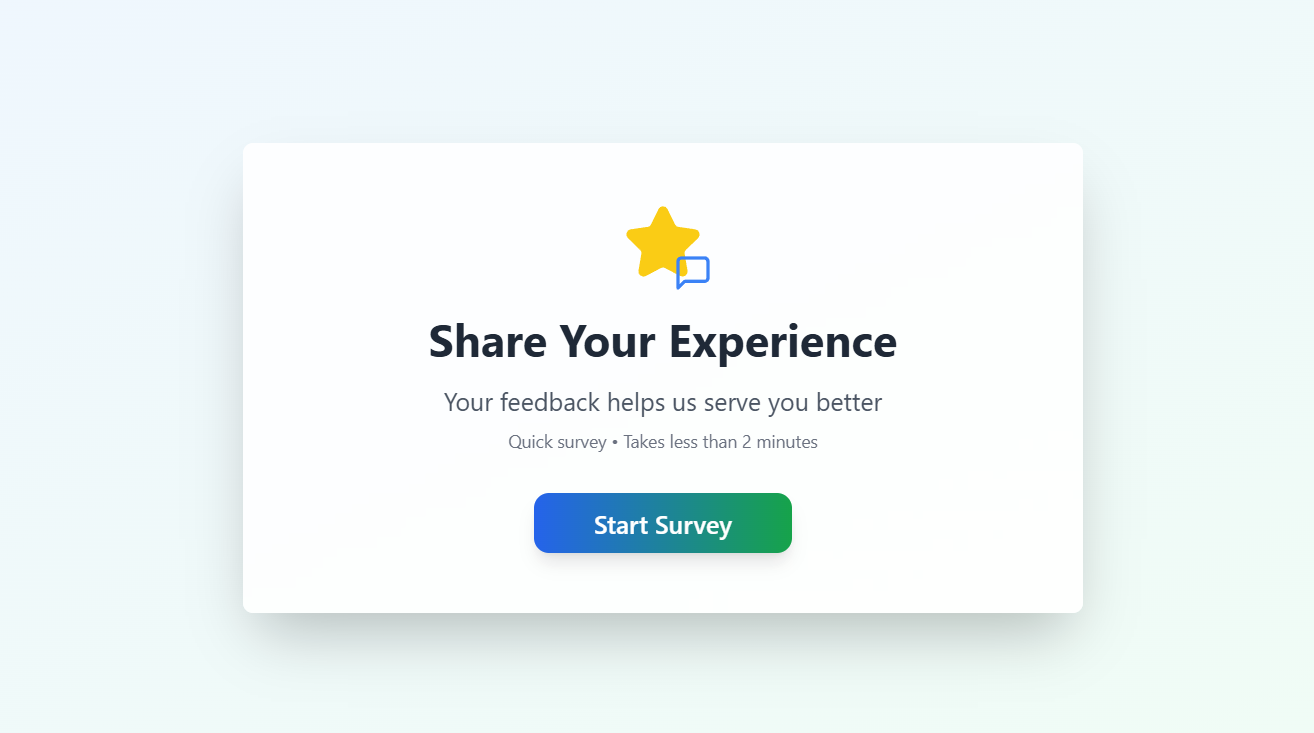 Share Your Experience
Your feedback helps us serve you better
Quick survey • Takes less than 2 minutes
Start Survey